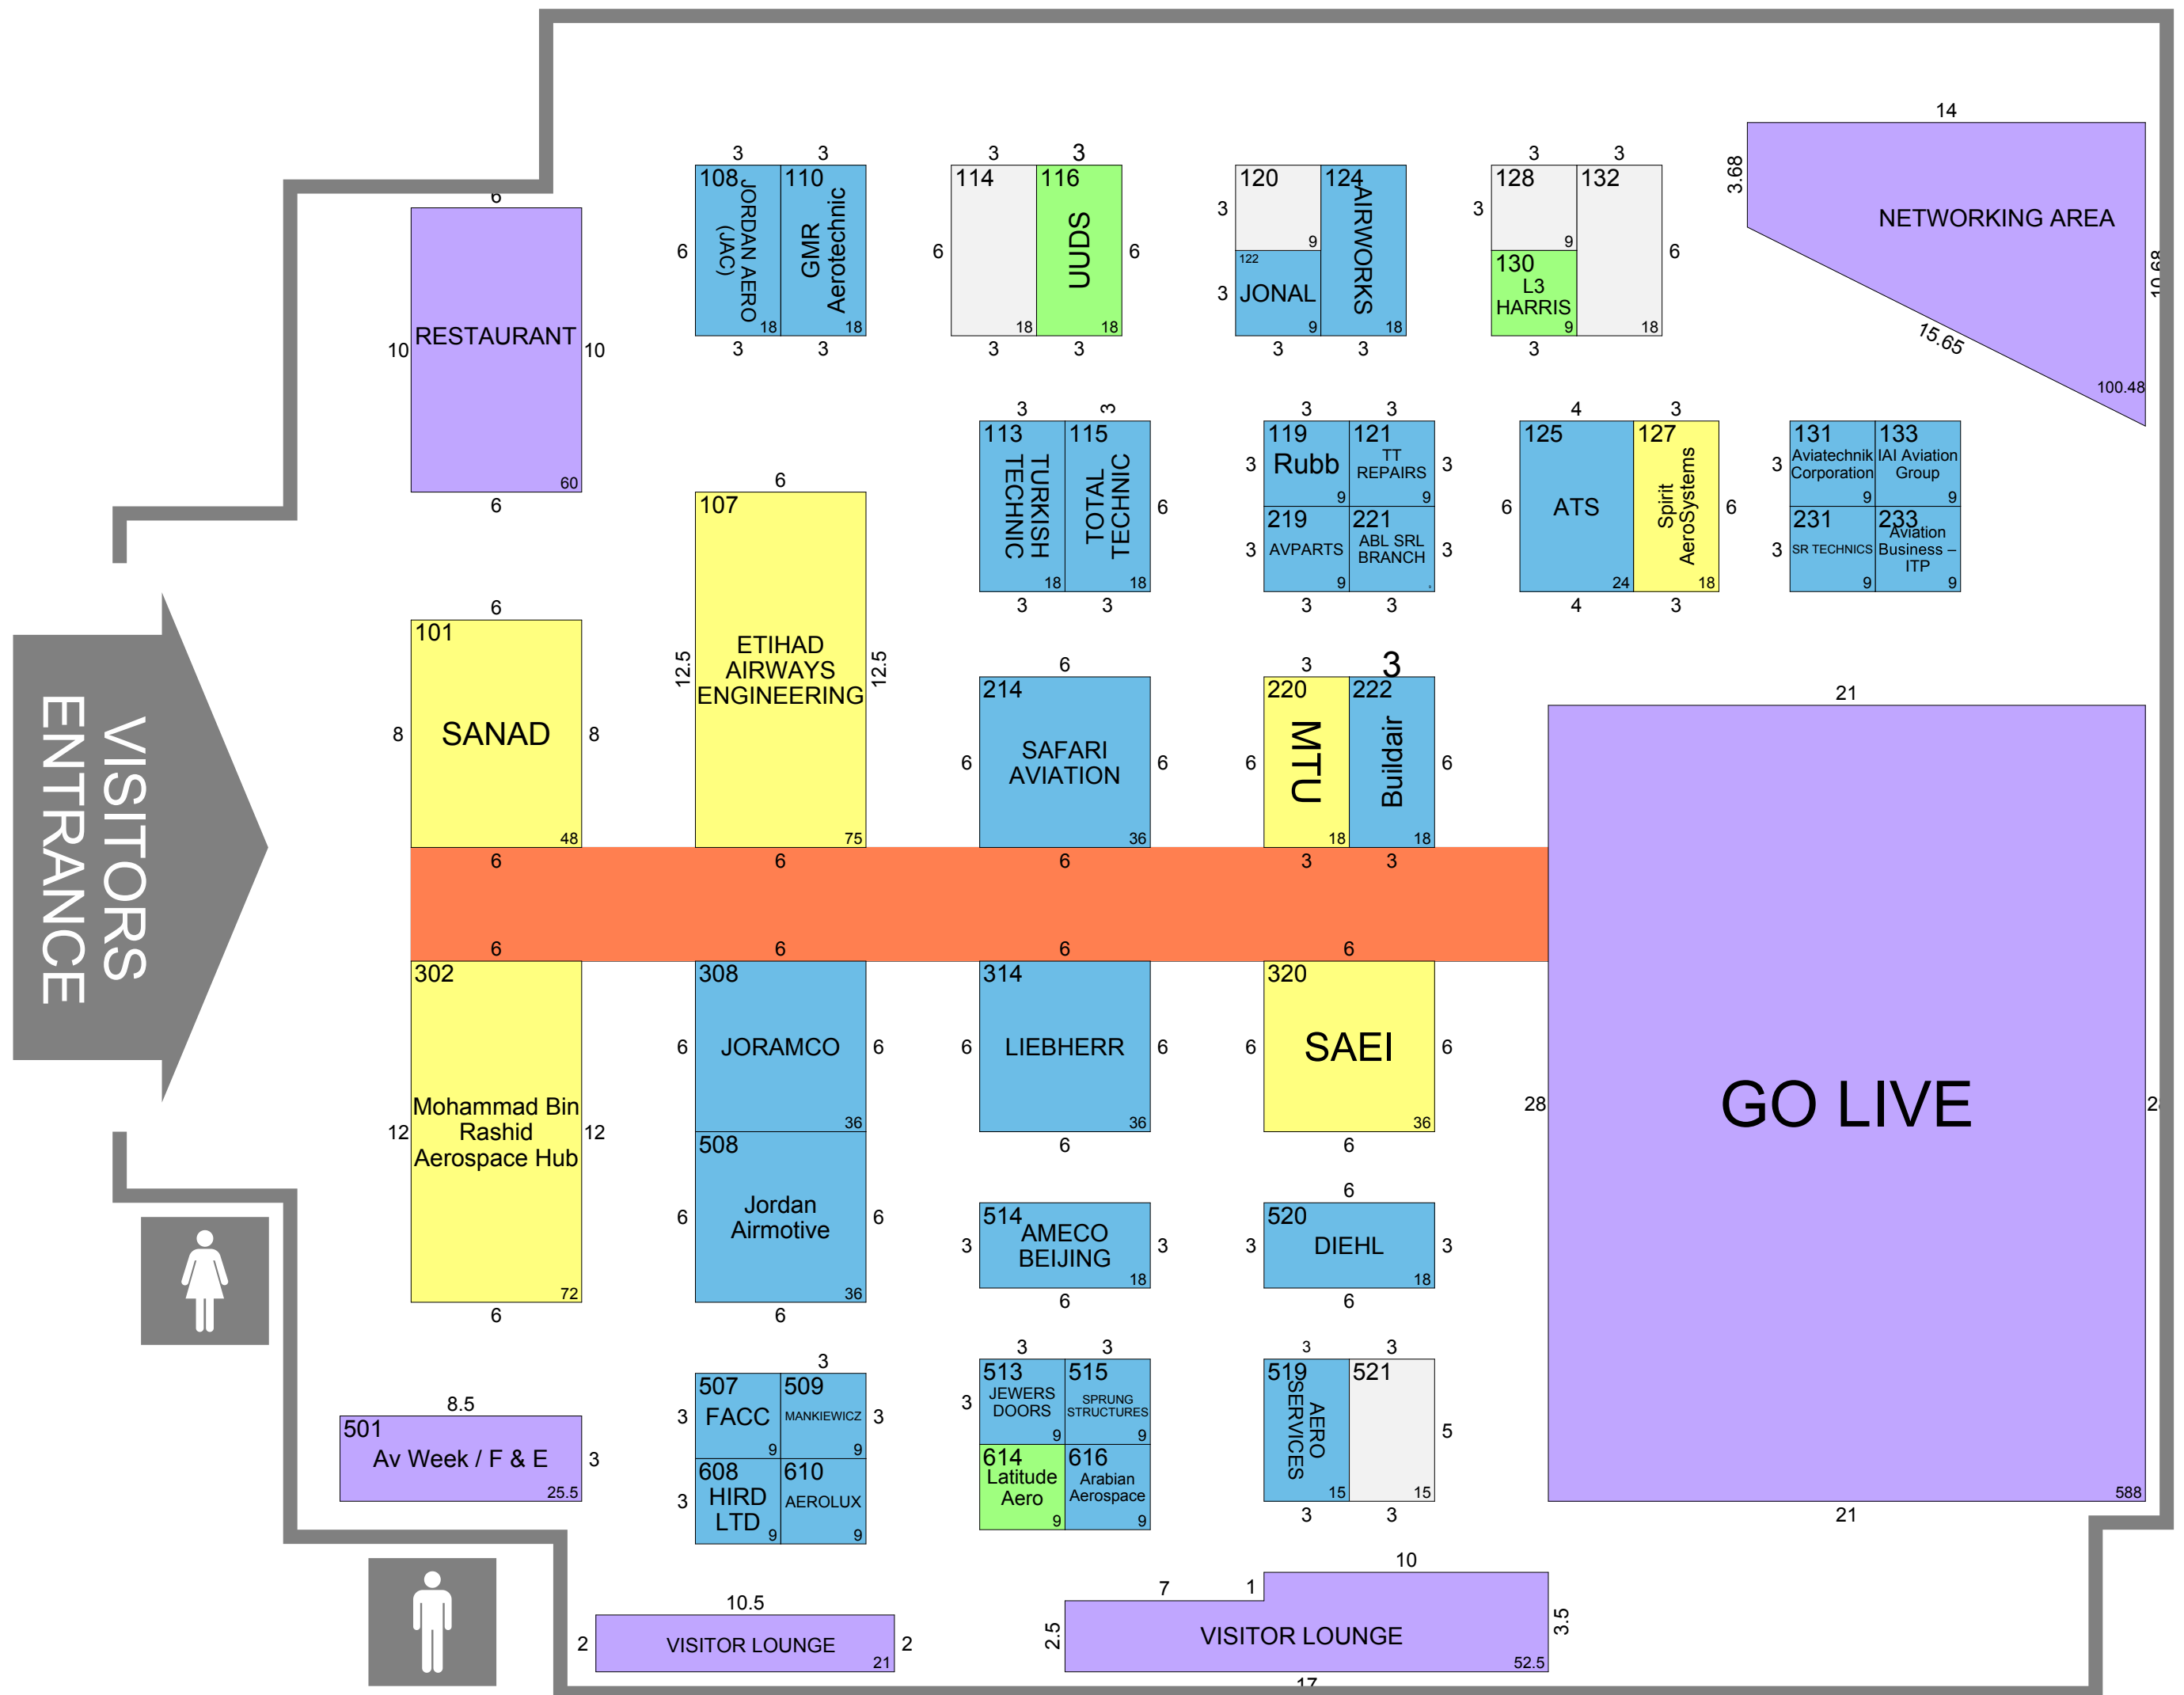 14
3.68
NETWORKING AREA
10.68
15.65
100.48
6
RESTAURANT
10
10
60
6
3
3
108
JORDAN AERO
(JAC)
18
110
GMR
Aerotechnic
18
6
3
3
3
3
114
18
116
UUDS
18
6
6
3
3
120
9
3
122
JONAL
9
3
124
AIRWORKS
18
3
3
3
3
128
9
3
130
L3
HARRIS
9
132
18
6
3
3
3
113
TURKISH
TECHNIC
18
115
TOTAL
TECHNIC
18
6
3
3
3
3
119
Rubb
9
121
TT
REPAIRS
9
3
3
219
AVPARTS
9
221
ABL SRL
BRANCH
3
3
3
3
4
3
125
ATS
24
127
Spirit
AeroSystems
18
6
6
4
3
131
Aviatechnik
Corporation
9
133
IAI Aviation
Group
9
3
231
SR TECHNICS
9
233
Aviation
Business –
ITP
9
3
VISITORS
ENTRANCE
6
101
SANAD
8
8
48
6
6
107
ETIHAD
AIRWAYS
ENGINEERING
12.5
12.5
75
6
6
214
SAFARI
AVIATION
6
6
36
6
3
3
220
MTU
18
222
Buildair
18
6
6
3
3
21
GO LIVE
28
588
21
6
302
Mohammad Bin
Rashid
Aerospace Hub
12
12
72
6
6
308
JORAMCO
6
6
36
508
Jordan
Airmotive
6
6
36
6
6
314
LIEBHERR
6
6
36
6
6
320
SAEI
6
6
36
6
514
AMECO
BEIJING
3
3
18
6
6
520
DIEHL
3
3
18
6
8.5
501
Av Week / F & E
3
25.5
3
507
FACC
9
509
MANKIEWICZ
9
3
3
608
HIRD
LTD
9
610
AEROLUX
9
3
3
3
513
JEWERS
DOORS
9
515
SPRUNG
STRUCTURES
9
3
614
Latitude
Aero
9
616
Arabian
Aerospace
9
3
3
519
AERO
SERVICES
15
521
15
5
3
3
10.5
2
VISITOR LOUNGE
2
21
10
7
1
2.5
VISITOR LOUNGE
3.5
52.5
17